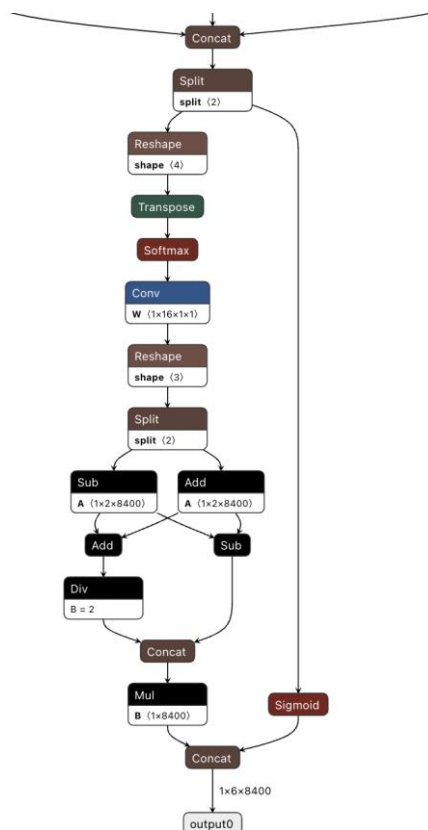 Concat
Split
split ⟨2⟩
Reshape
shape ⟨4⟩
Transpose
Softmax
Conv
W ⟨1×16×1×1⟩
Reshape
shape ⟨3⟩
Split
split ⟨2⟩
Sub
A ⟨1×2×8400⟩
Add
A ⟨1×2×8400⟩
Add
Sub
Div
B = 2
Concat
Mul
B ⟨1×8400⟩
Sigmoid
Concat
1×6×8400
output0